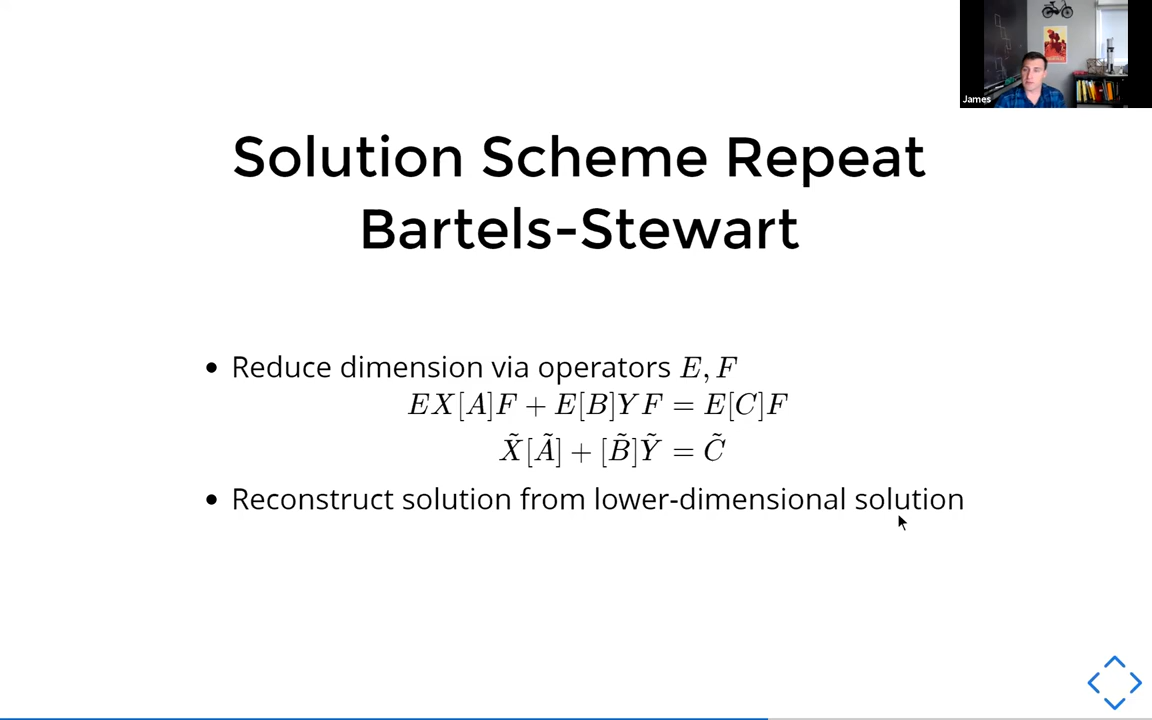 James
Solution Scheme Repeat
Bartels-Stewart
• Reduce dimension via operators E, F
EX[A]F + E[B]YF = E[C]F
X̃[Ã] + [B̃]Ỹ = C̃
• Reconstruct solution from lower-dimensional solution